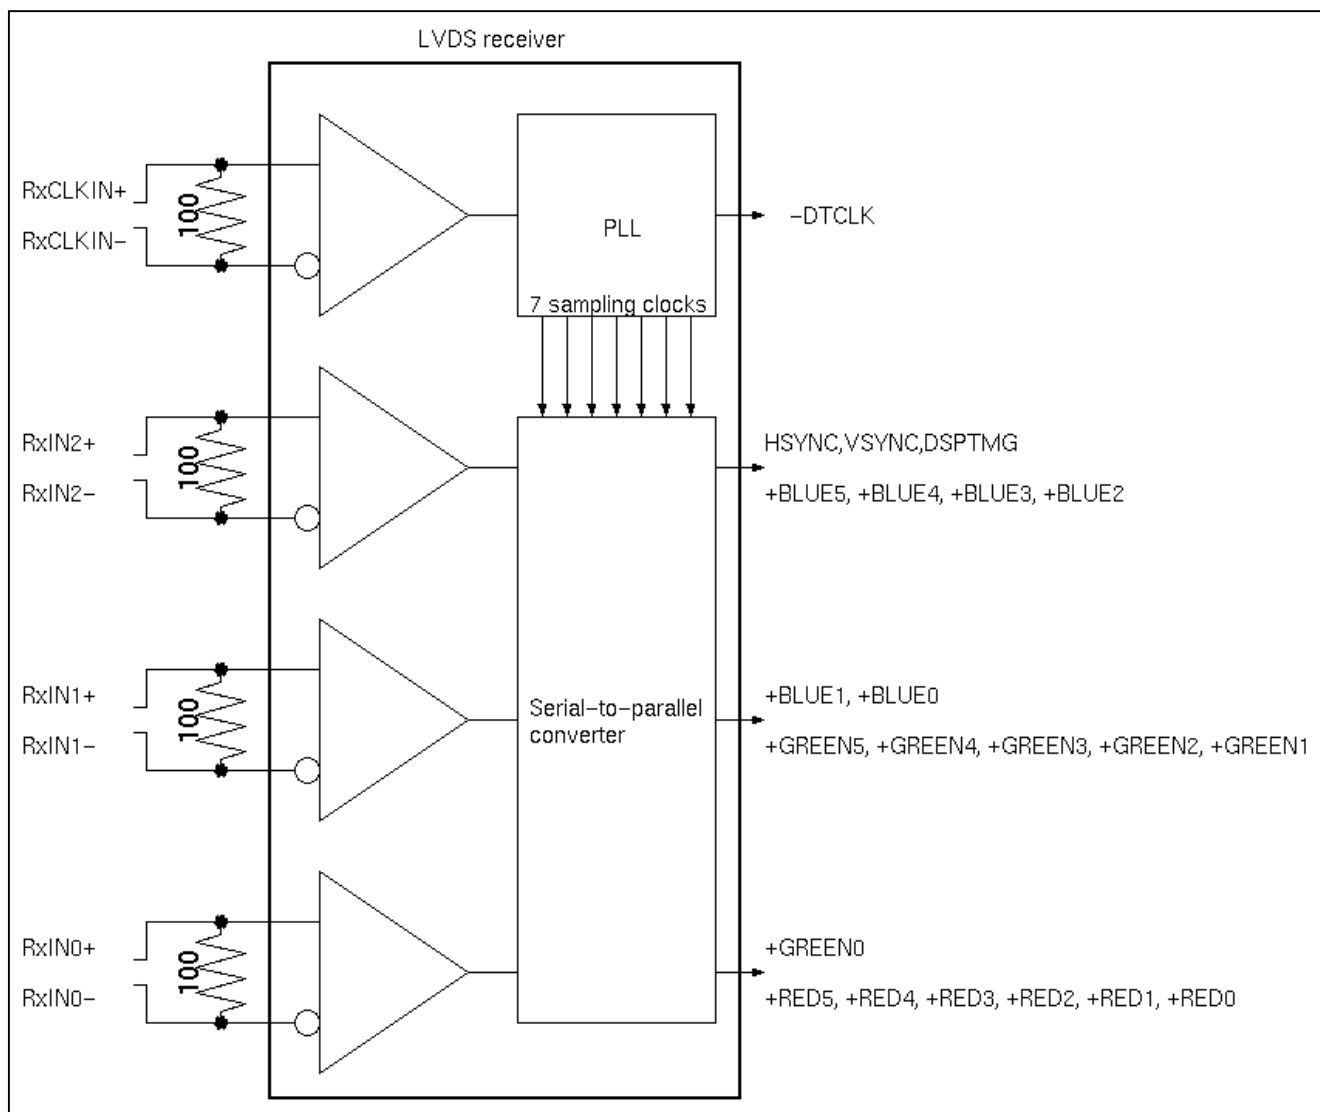 LVDS receiver
RxCLKIN+
100
RxCLKIN-
PLL
-DTCLK
7 sampling clocks
RxIN2+
100
RxIN2-
HSYNC,VSYNC,DSPTMG
+BLUE5, +BLUE4, +BLUE3, +BLUE2
RxIN1+
100
RxIN1-
Serial-to-parallel
converter
+BLUE1, +BLUE0
+GREEN5, +GREEN4, +GREEN3, +GREEN2, +GREEN1
RxIN0+
100
RxIN0-
+GREEN0
+RED5, +RED4, +RED3, +RED2, +RED1, +RED0